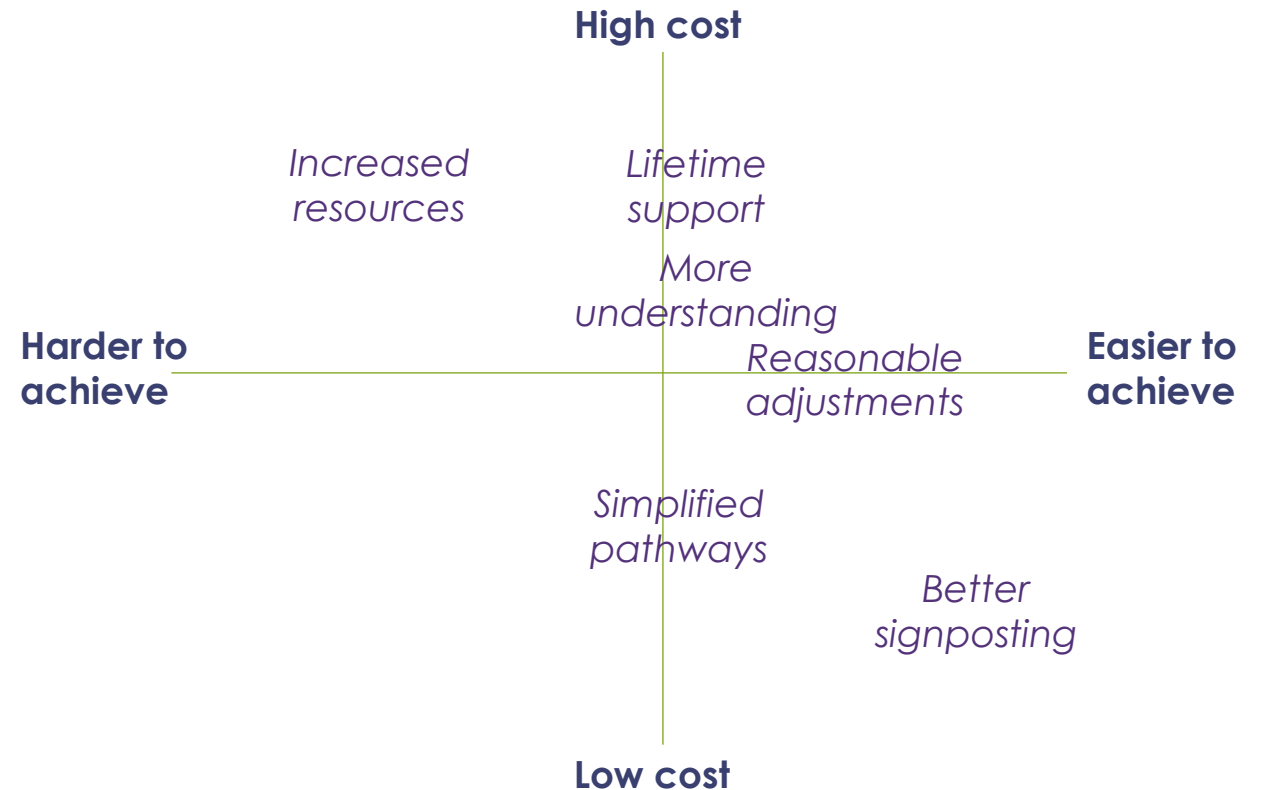 High cost
Increased
resources
Lifetime
support
More
understanding
Harder to
achieve
Reasonable
adjustments
Easier to
achieve
Simplified
pathways
Better
signposting
Low cost